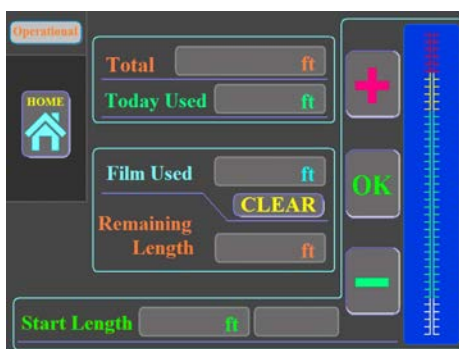 Operational
HOME
Total ft
Today Used ft
Film Used ft
CLEAR
Remaining
Length ft
+
OK
−
Start Length ft